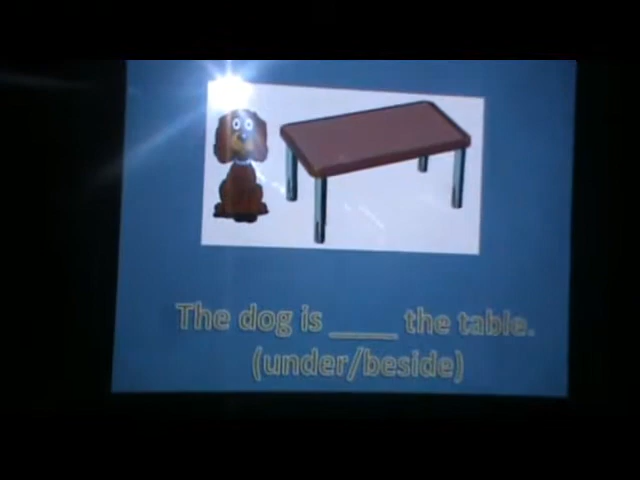 The dog is ____ the table.
(under/beside)